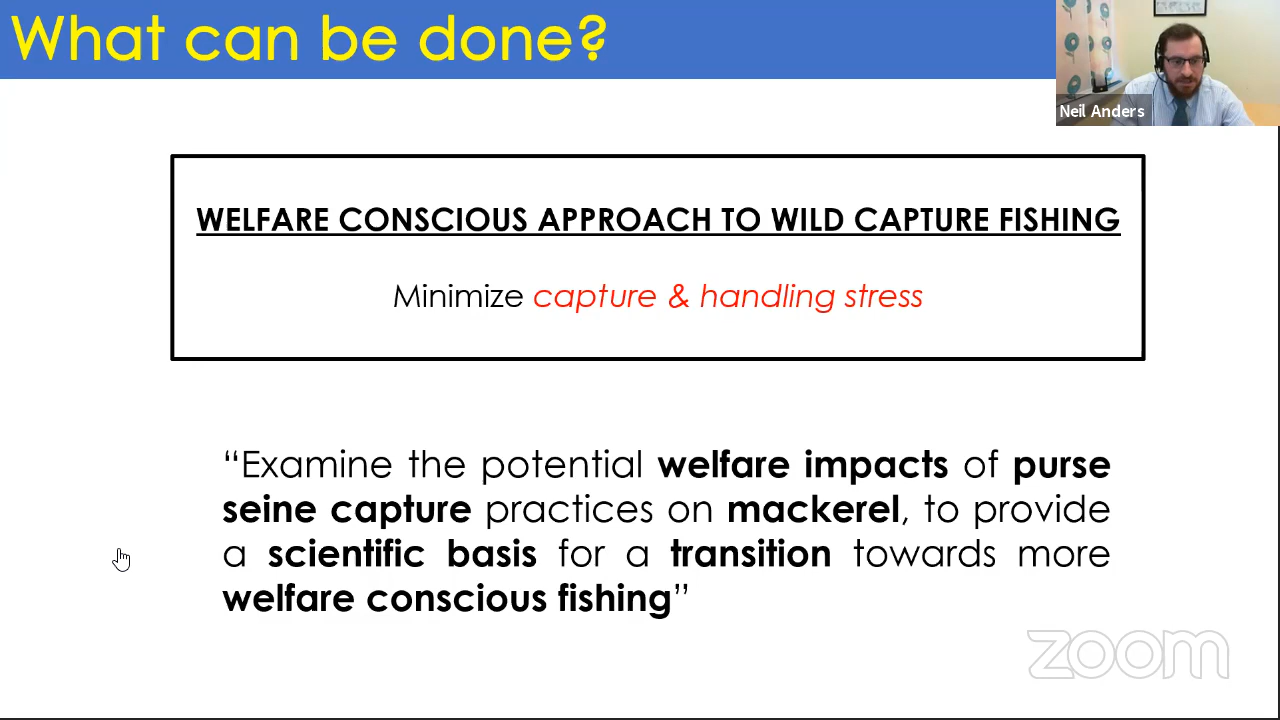 What can be done?
Neil Anders
WELFARE CONSCIOUS APPROACH TO WILD CAPTURE FISHING
Minimize capture & handling stress
“Examine the potential welfare impacts of purse
seine capture practices on mackerel, to provide
a scientific basis for a transition towards more
welfare conscious fishing”
zoom